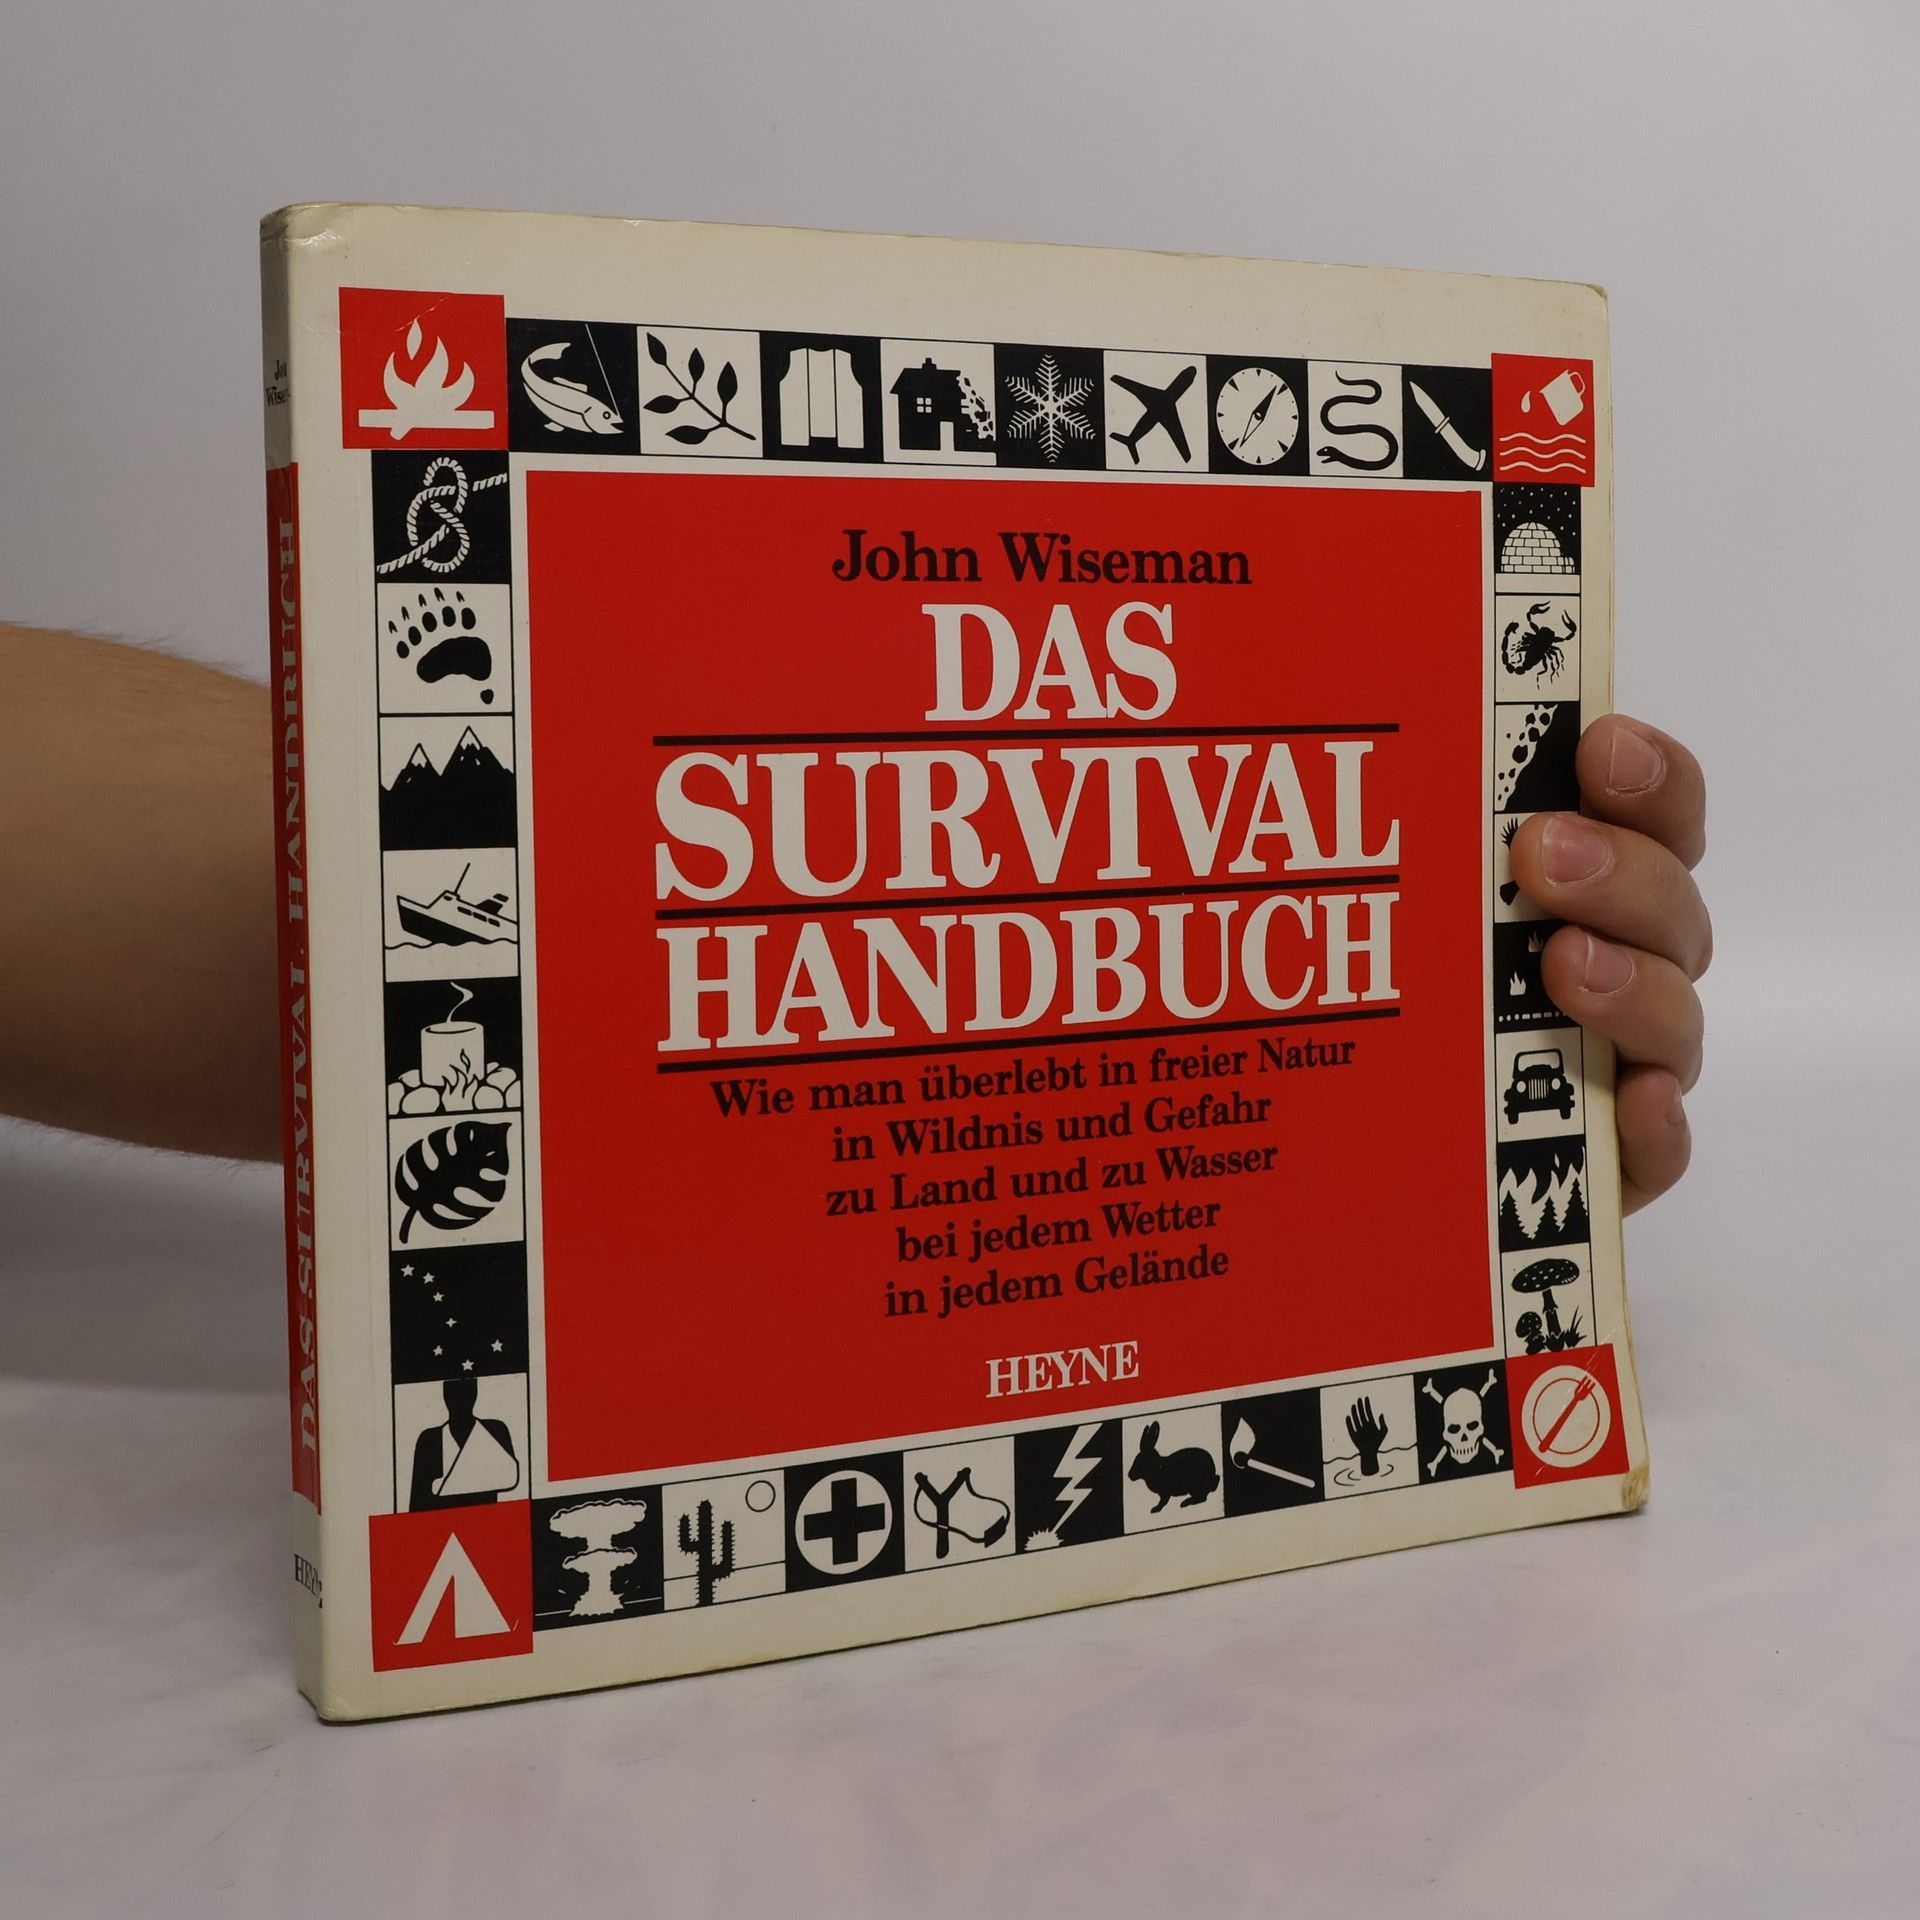 John Wiseman
DAS
SURVIVAL
HANDBUCH
Wie man überlebt in freier Natur
in Wildnis und Gefahr
zu Land und zu Wasser
bei jedem Wetter
in jedem Gelände
HEYNE
DAS SURVIVAL HANDBUCH